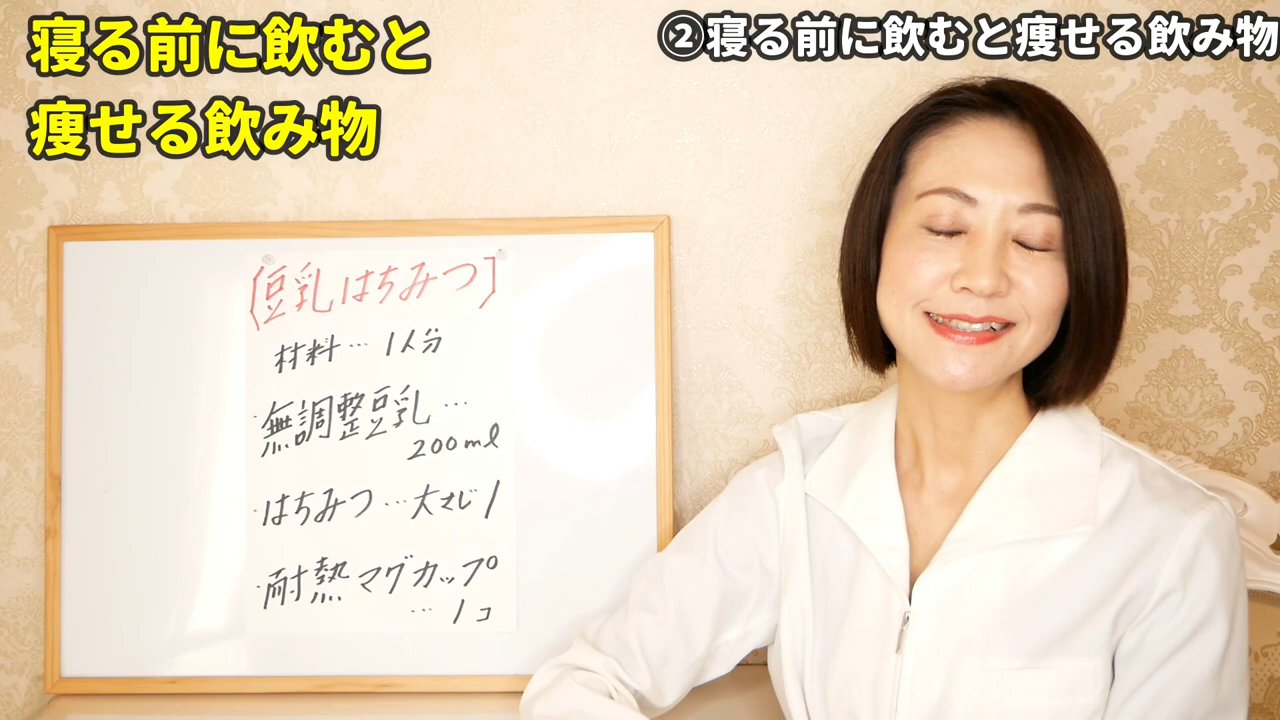 寝る前に飲むと
痩せる飲み物
②寝る前に飲むと痩せる飲み物
[豆乳はちみつ]
材料… 1人分
・無調整豆乳…
200ml
・はちみつ…大さじ1
・耐熱マグカップ
…1コ